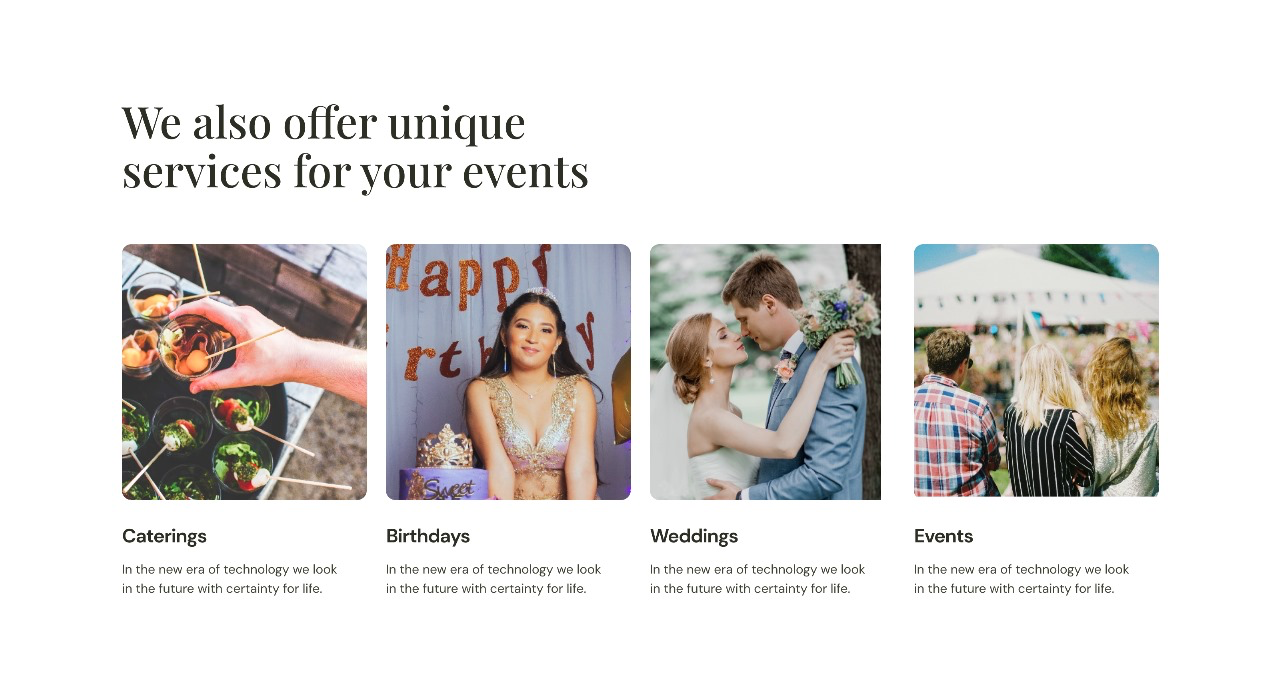 We also offer unique
services for your events
Happy
Sweet
Caterings
Birthdays
Weddings
Events
In the new era of technology we look
in the future with certainty for life.
In the new era of technology we look
in the future with certainty for life.
In the new era of technology we look
in the future with certainty for life.
In the new era of technology we look
in the future with certainty for life.